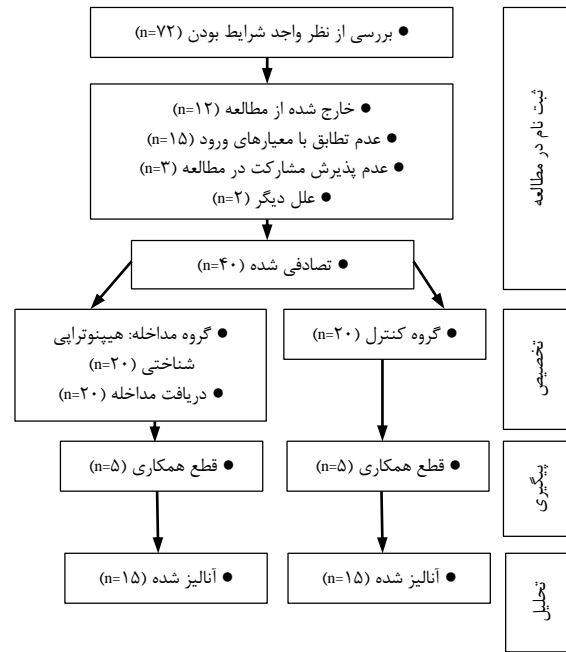 ● بررسی از نظر واجد شرایط بودن (n=۷۲)
● خارج شده از مطالعه (n=۱۲)
● عدم تطابق با معیارهای ورود (n=۱۵)
● عدم پذیرش مشارکت در مطالعه (n=۳)
● علل دیگر (n=۲)
ثبت نام در مطالعه
● تصادفی شده (n=۴۰)
● گروه کنترل (n=۲۰)
● گروه مداخله: هیپنوتراپی
شناختی (n=۲۰)
● دریافت مداخله (n=۲۰)
تخصیص
● قطع همکاری (n=۵)
● قطع همکاری (n=۵)
پیگیری
● آنالیز شده (n=۱۵)
● آنالیز شده (n=۱۵)
تحلیل